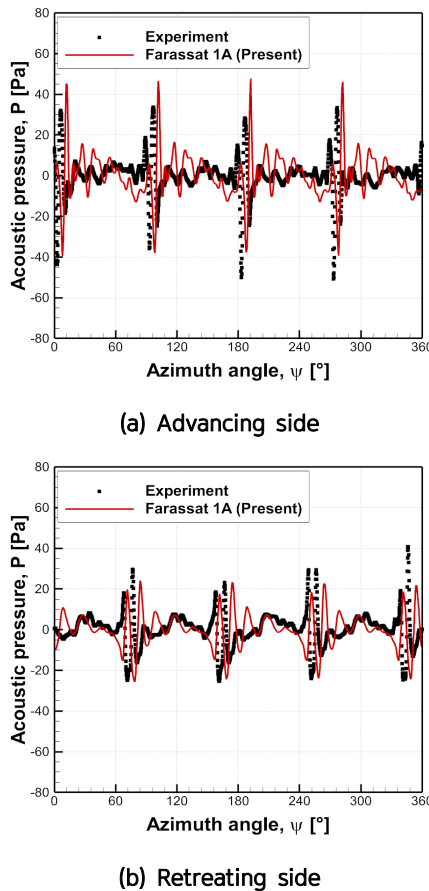 80
60
40
20
0
-20
-40
-60
-80
Acoustic pressure, P [Pa]
Experiment
Farassat 1A (Present)
0 60 120 180 240 300 360
Azimuth angle, ψ [°]
(a) Advancing side
80
60
40
20
0
-20
-40
-60
-80
Acoustic pressure, P [Pa]
Experiment
Farassat 1A (Present)
0 60 120 180 240 300 360
Azimuth angle, ψ [°]
(b) Retreating side